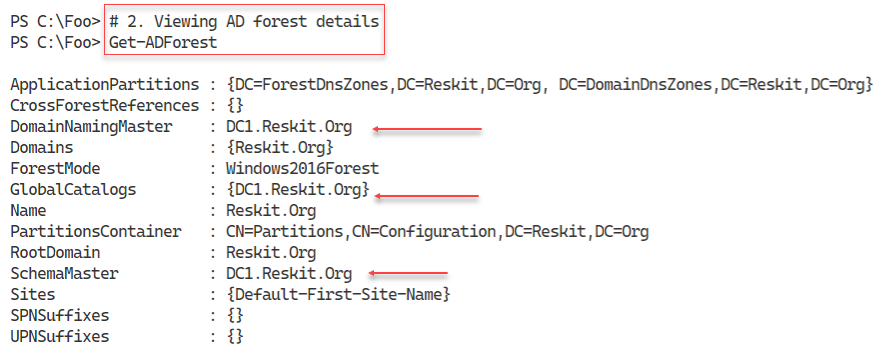 PS C:\Foo> # 2. Viewing AD forest details
PS C:\Foo> Get-ADForest
ApplicationPartitions : {DC=ForestDnsZones,DC=Reskit,DC=Org, DC=DomainDnsZones,DC=Reskit,DC=Org}
CrossForestReferences : {}
DomainNamingMaster : DC1.Reskit.Org
Domains : {Reskit.Org}
ForestMode : Windows2016Forest
GlobalCatalogs : {DC1.Reskit.Org}
Name : Reskit.Org
PartitionsContainer : CN=Partitions,CN=Configuration,DC=Reskit,DC=Org
RootDomain : Reskit.Org
SchemaMaster : DC1.Reskit.Org
Sites : {Default-First-Site-Name}
SPNSuffixes : {}
UPNSuffixes : {}